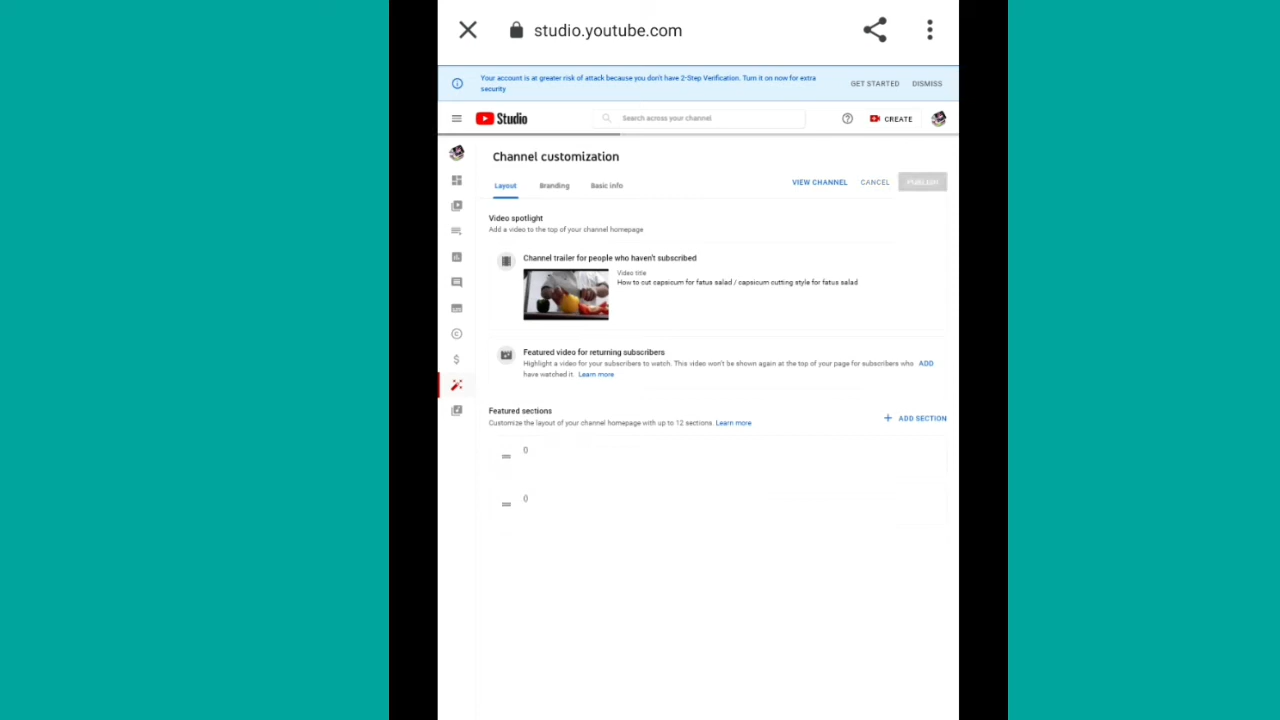 studio.youtube.com
Your account is at greater risk of attack because you don't have 2-Step Verification. Turn it on now for extra
security
GET STARTED
DISMISS
Studio
Search across your channel
CREATE
Channel customization
Layout
Branding
Basic info
VIEW CHANNEL
CANCEL
PUBLISH
Video spotlight
Add a video to the top of your channel homepage
Channel trailer for people who haven't subscribed
Video title
How to cut capsicum for fatus salad / capsicum cutting style for fatus salad
Featured video for returning subscribers
Highlight a video for your subscribers to watch. This video won't be shown again at the top of your page for subscribers who
have watched it. Learn more
ADD
Featured sections
Customize the layout of your channel homepage with up to 12 sections. Learn more
+ ADD SECTION
()
()